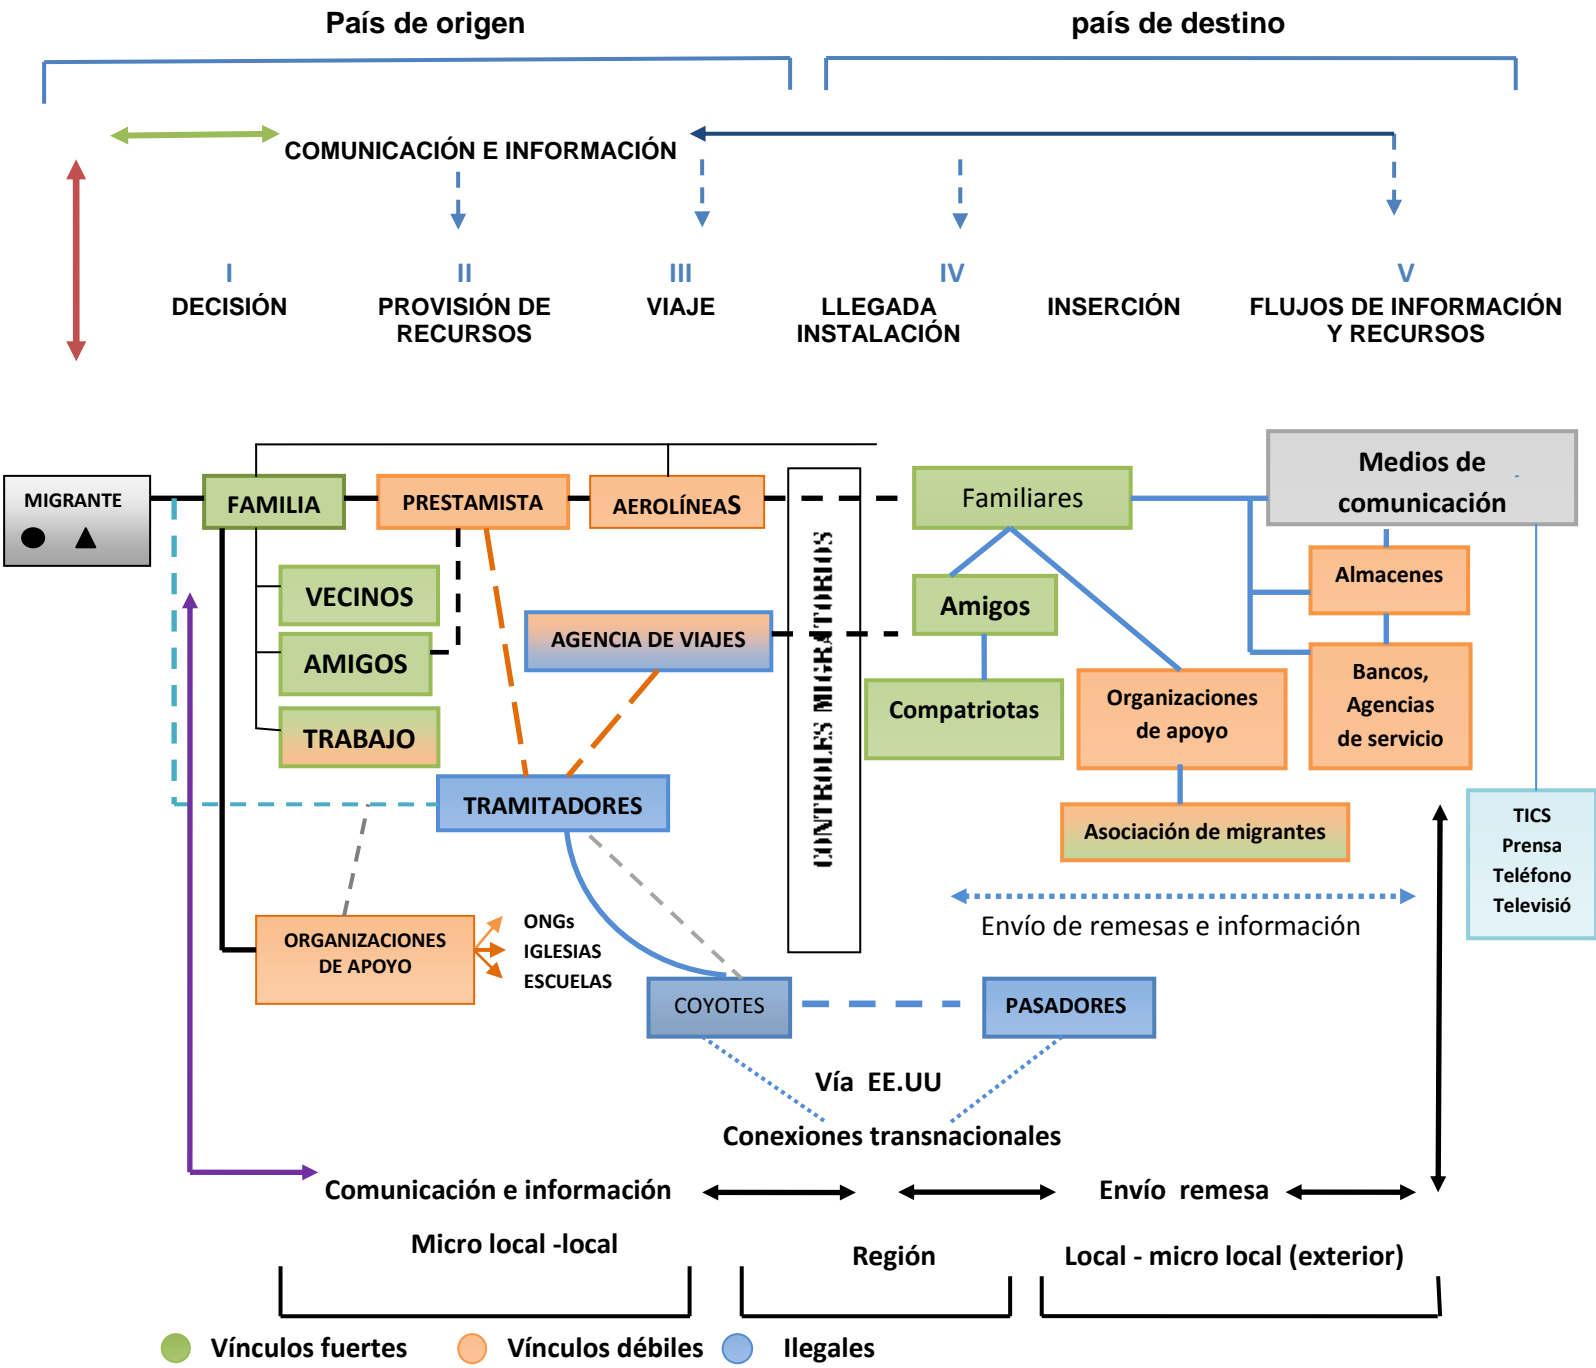 País de origen
país de destino
COMUNICACIÓN E INFORMACIÓN
I
II
III
IV
V
DECISIÓN
PROVISIÓN DE
RECURSOS
VIAJE
LLEGADA
INSTALACIÓN
INSERCIÓN
FLUJOS DE INFORMACIÓN
Y RECURSOS
MIGRANTE
FAMILIA
PRESTAMISTA
AEROLÍNEAS
VECINOS
AMIGOS
TRABAJO
AGENCIA DE VIAJES
TRAMITADORES
ORGANIZACIONES
DE APOYO
ONGs
IGLESIAS
ESCUELAS
CONTROLES MIGRATORIOS
Familiares
Amigos
Compatriotas
Organizaciones
de apoyo
Asociación de migrantes
Medios de
comunicación
Almacenes
Bancos,
Agencias
de servicio
TICS
Prensa
Teléfono
Televisió
Envío de remesas e información
COYOTES
PASADORES
Vía EE.UU
Conexiones transnacionales
Comunicación e información
Envío remesa
Micro local -local
Región
Local - micro local (exterior)
Vínculos fuertes
Vínculos débiles
Ilegales